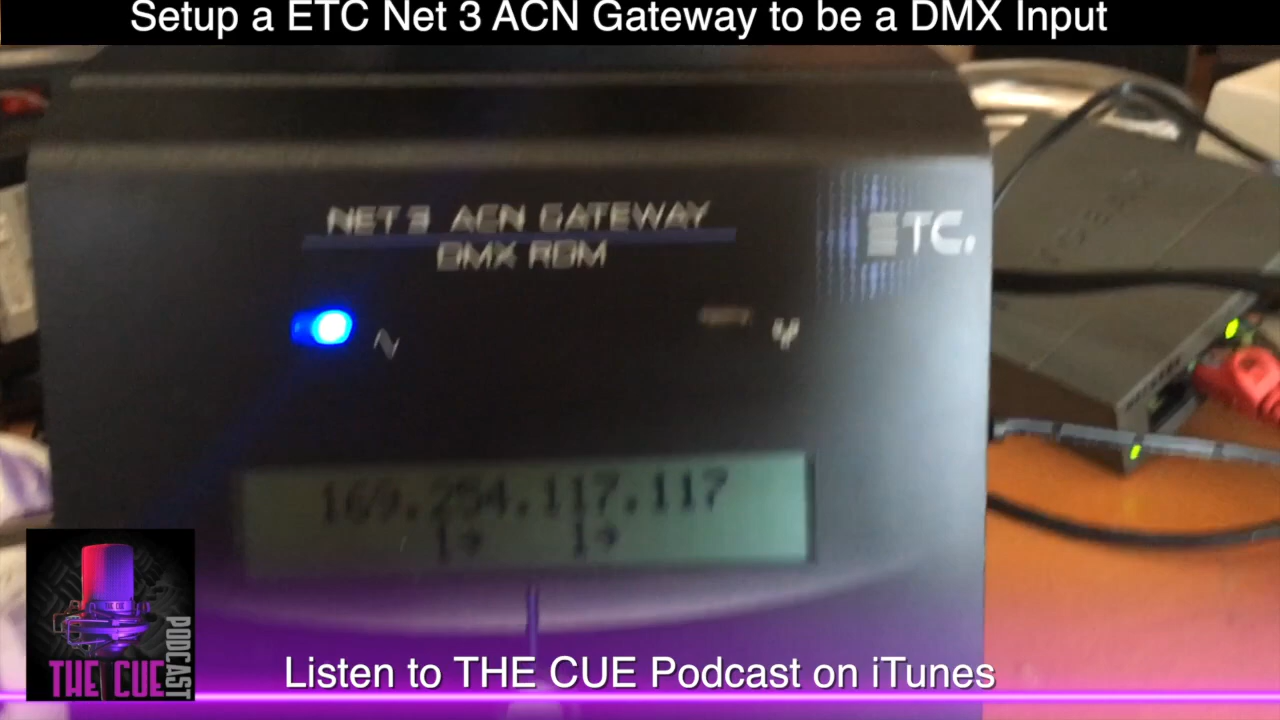 Setup a ETC Net 3 ACN Gateway to be a DMX Input
NET 3 ACN GATEWAY
DMX RDM
ETC.
169.254.117.117
1→ 1→
THE CUE
PODCAST
Listen to THE CUE Podcast on iTunes